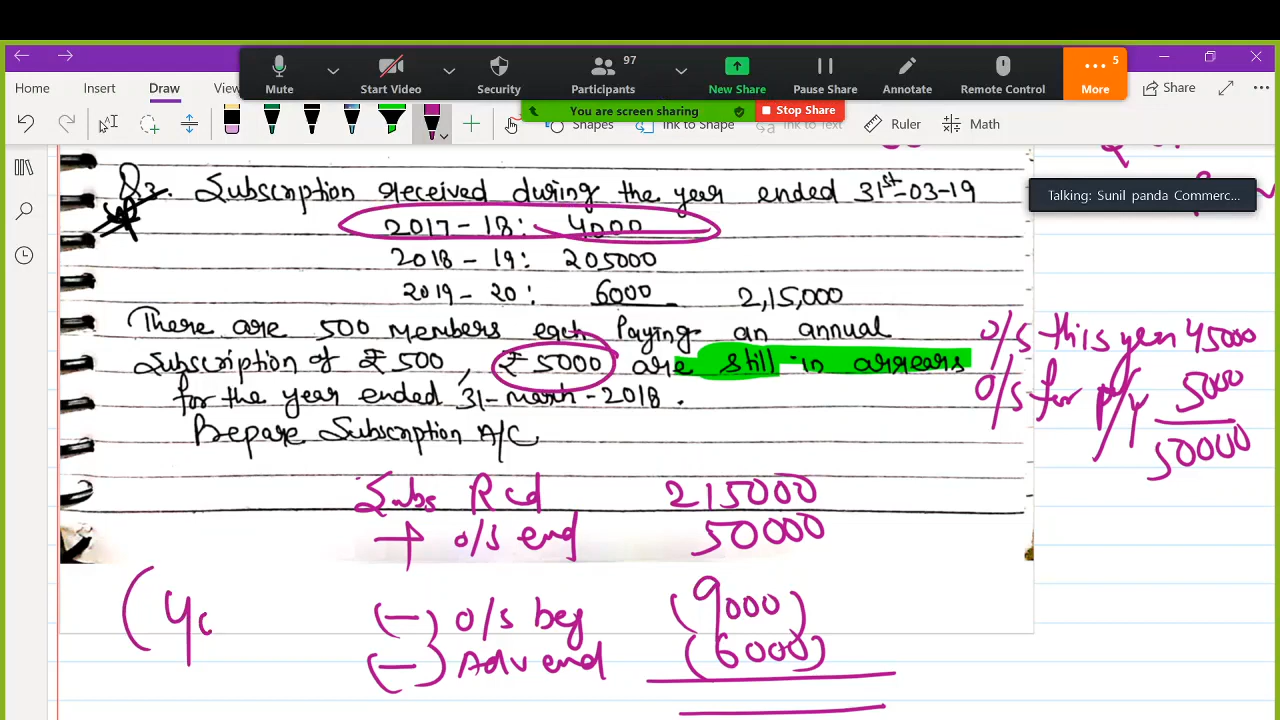 97
5
Mute
Start Video
Security
Participants
New Share
Pause Share
Annotate
Remote Control
More
You are screen sharing
Stop Share
Home
Insert
Draw
View
Share
Shapes
Ink to Shape
Ink to Text
Ruler
Math
Talking: Sunil panda Commerc...
Q3. Subscription received during the year ended 31st-03-19
2017-18: 4000
2018-19: 205000
2019-20: 6000 2,15,000
There are 500 members each Paying an annual
Subscription of ₹500, ₹5000 are still in arrears
for the year ended 31-march-2018.
Prepare Subscription A/C
O/S this year 45000
O/S for P/Y 5000
50000
Subs Rcd 215000
+ O/S end 50000
(-) O/S beg (9000)
(-) Adv end (6000)